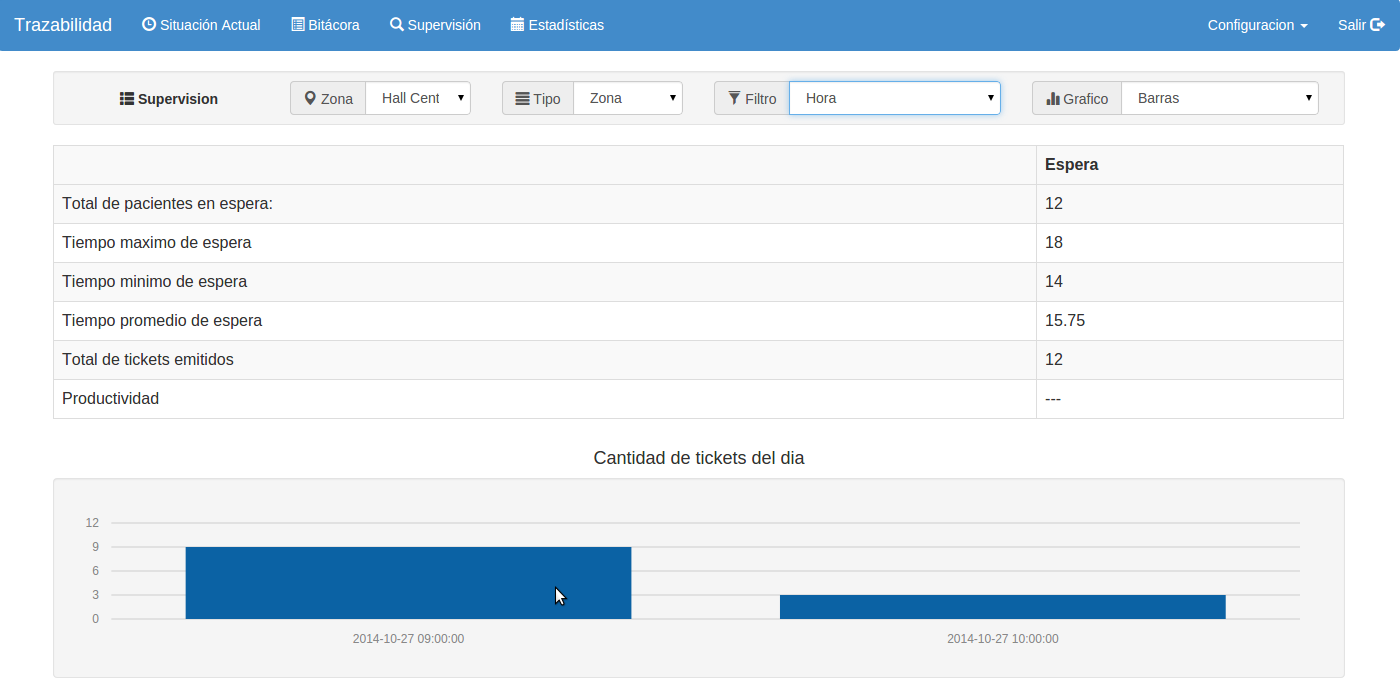 Trazabilidad Situación Actual Bitácora Supervisión Estadísticas Configuracion Salir
Supervision Zona Hall Cent Tipo Zona Filtro Hora Grafico Barras
Espera
Total de pacientes en espera: 12
Tiempo maximo de espera 18
Tiempo minimo de espera 14
Tiempo promedio de espera 15.75
Total de tickets emitidos 12
Productividad ---
Cantidad de tickets del dia
12
9
6
3
0
2014-10-27 09:00:00 2014-10-27 10:00:00